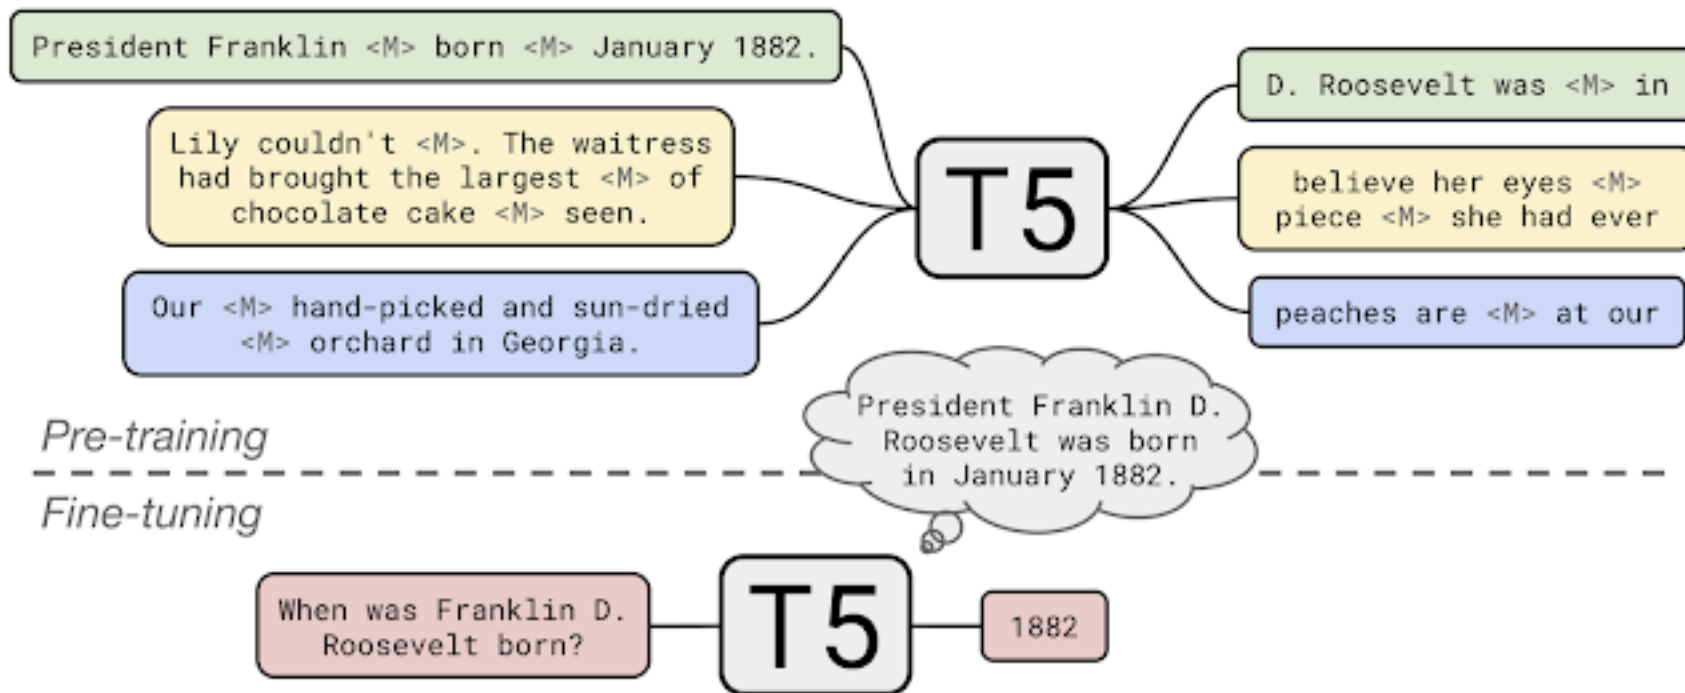 President Franklin <M> born <M> January 1882.
Lily couldn't <M>. The waitress
had brought the largest <M> of
chocolate cake <M> seen.
Our <M> hand-picked and sun-dried
<M> orchard in Georgia.
T5
D. Roosevelt was <M> in
believe her eyes <M>
piece <M> she had ever
peaches are <M> at our
Pre-training
President Franklin D.
Roosevelt was born
in January 1882.
Fine-tuning
When was Franklin D.
Roosevelt born?
T5
1882